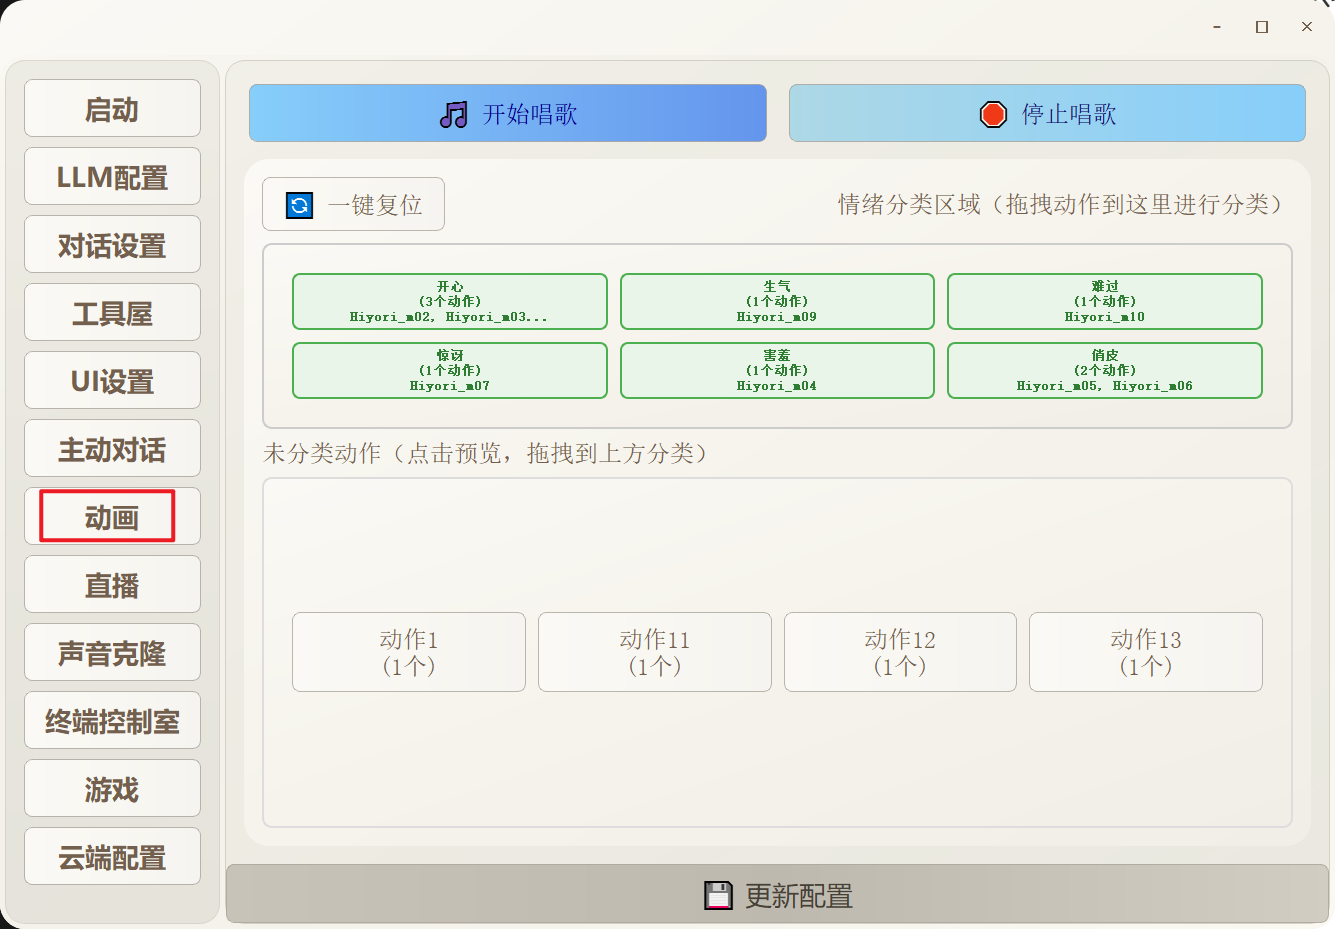 启动
LLM配置
对话设置
工具屋
UI设置
主动对话
动画
直播
声音克隆
终端控制室
游戏
云端配置
开始唱歌
停止唱歌
一键复位
情绪分类区域（拖拽动作到这里进行分类）
开心
(3个动作)
Hiyori_m02, Hiyori_m03...
生气
(1个动作)
Hiyori_m09
难过
(1个动作)
Hiyori_m10
惊讶
(1个动作)
Hiyori_m07
害羞
(1个动作)
Hiyori_m04
俏皮
(2个动作)
Hiyori_m05, Hiyori_m06
未分类动作（点击预览，拖拽到上方分类）
动作1
(1个)
动作11
(1个)
动作12
(1个)
动作13
(1个)
更新配置